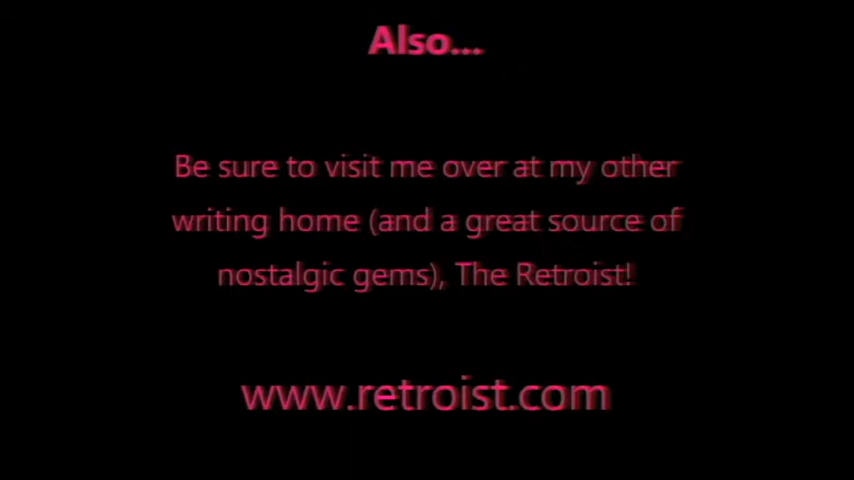 Also...
Be sure to visit me over at my other
writing home (and a great source of
nostalgic gems), The Retroist!
www.retroist.com